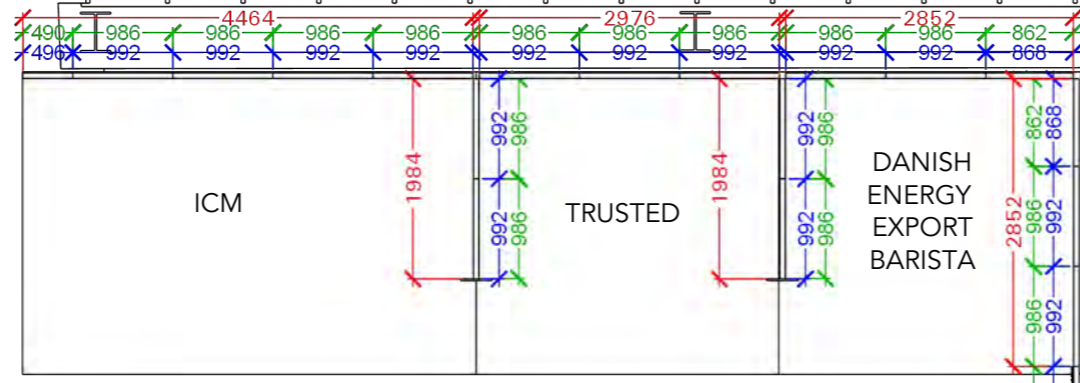 4464 2976 2852
490 986 986 986 986 986 986 986 986 986 862
496 992 992 992 992 992 992 992 992 992 868
1984 992 986 1984 992 986 2852 862 868
992 986 992 986 986 992
986 992
ICM
TRUSTED
DANISH
ENERGY
EXPORT
BARISTA